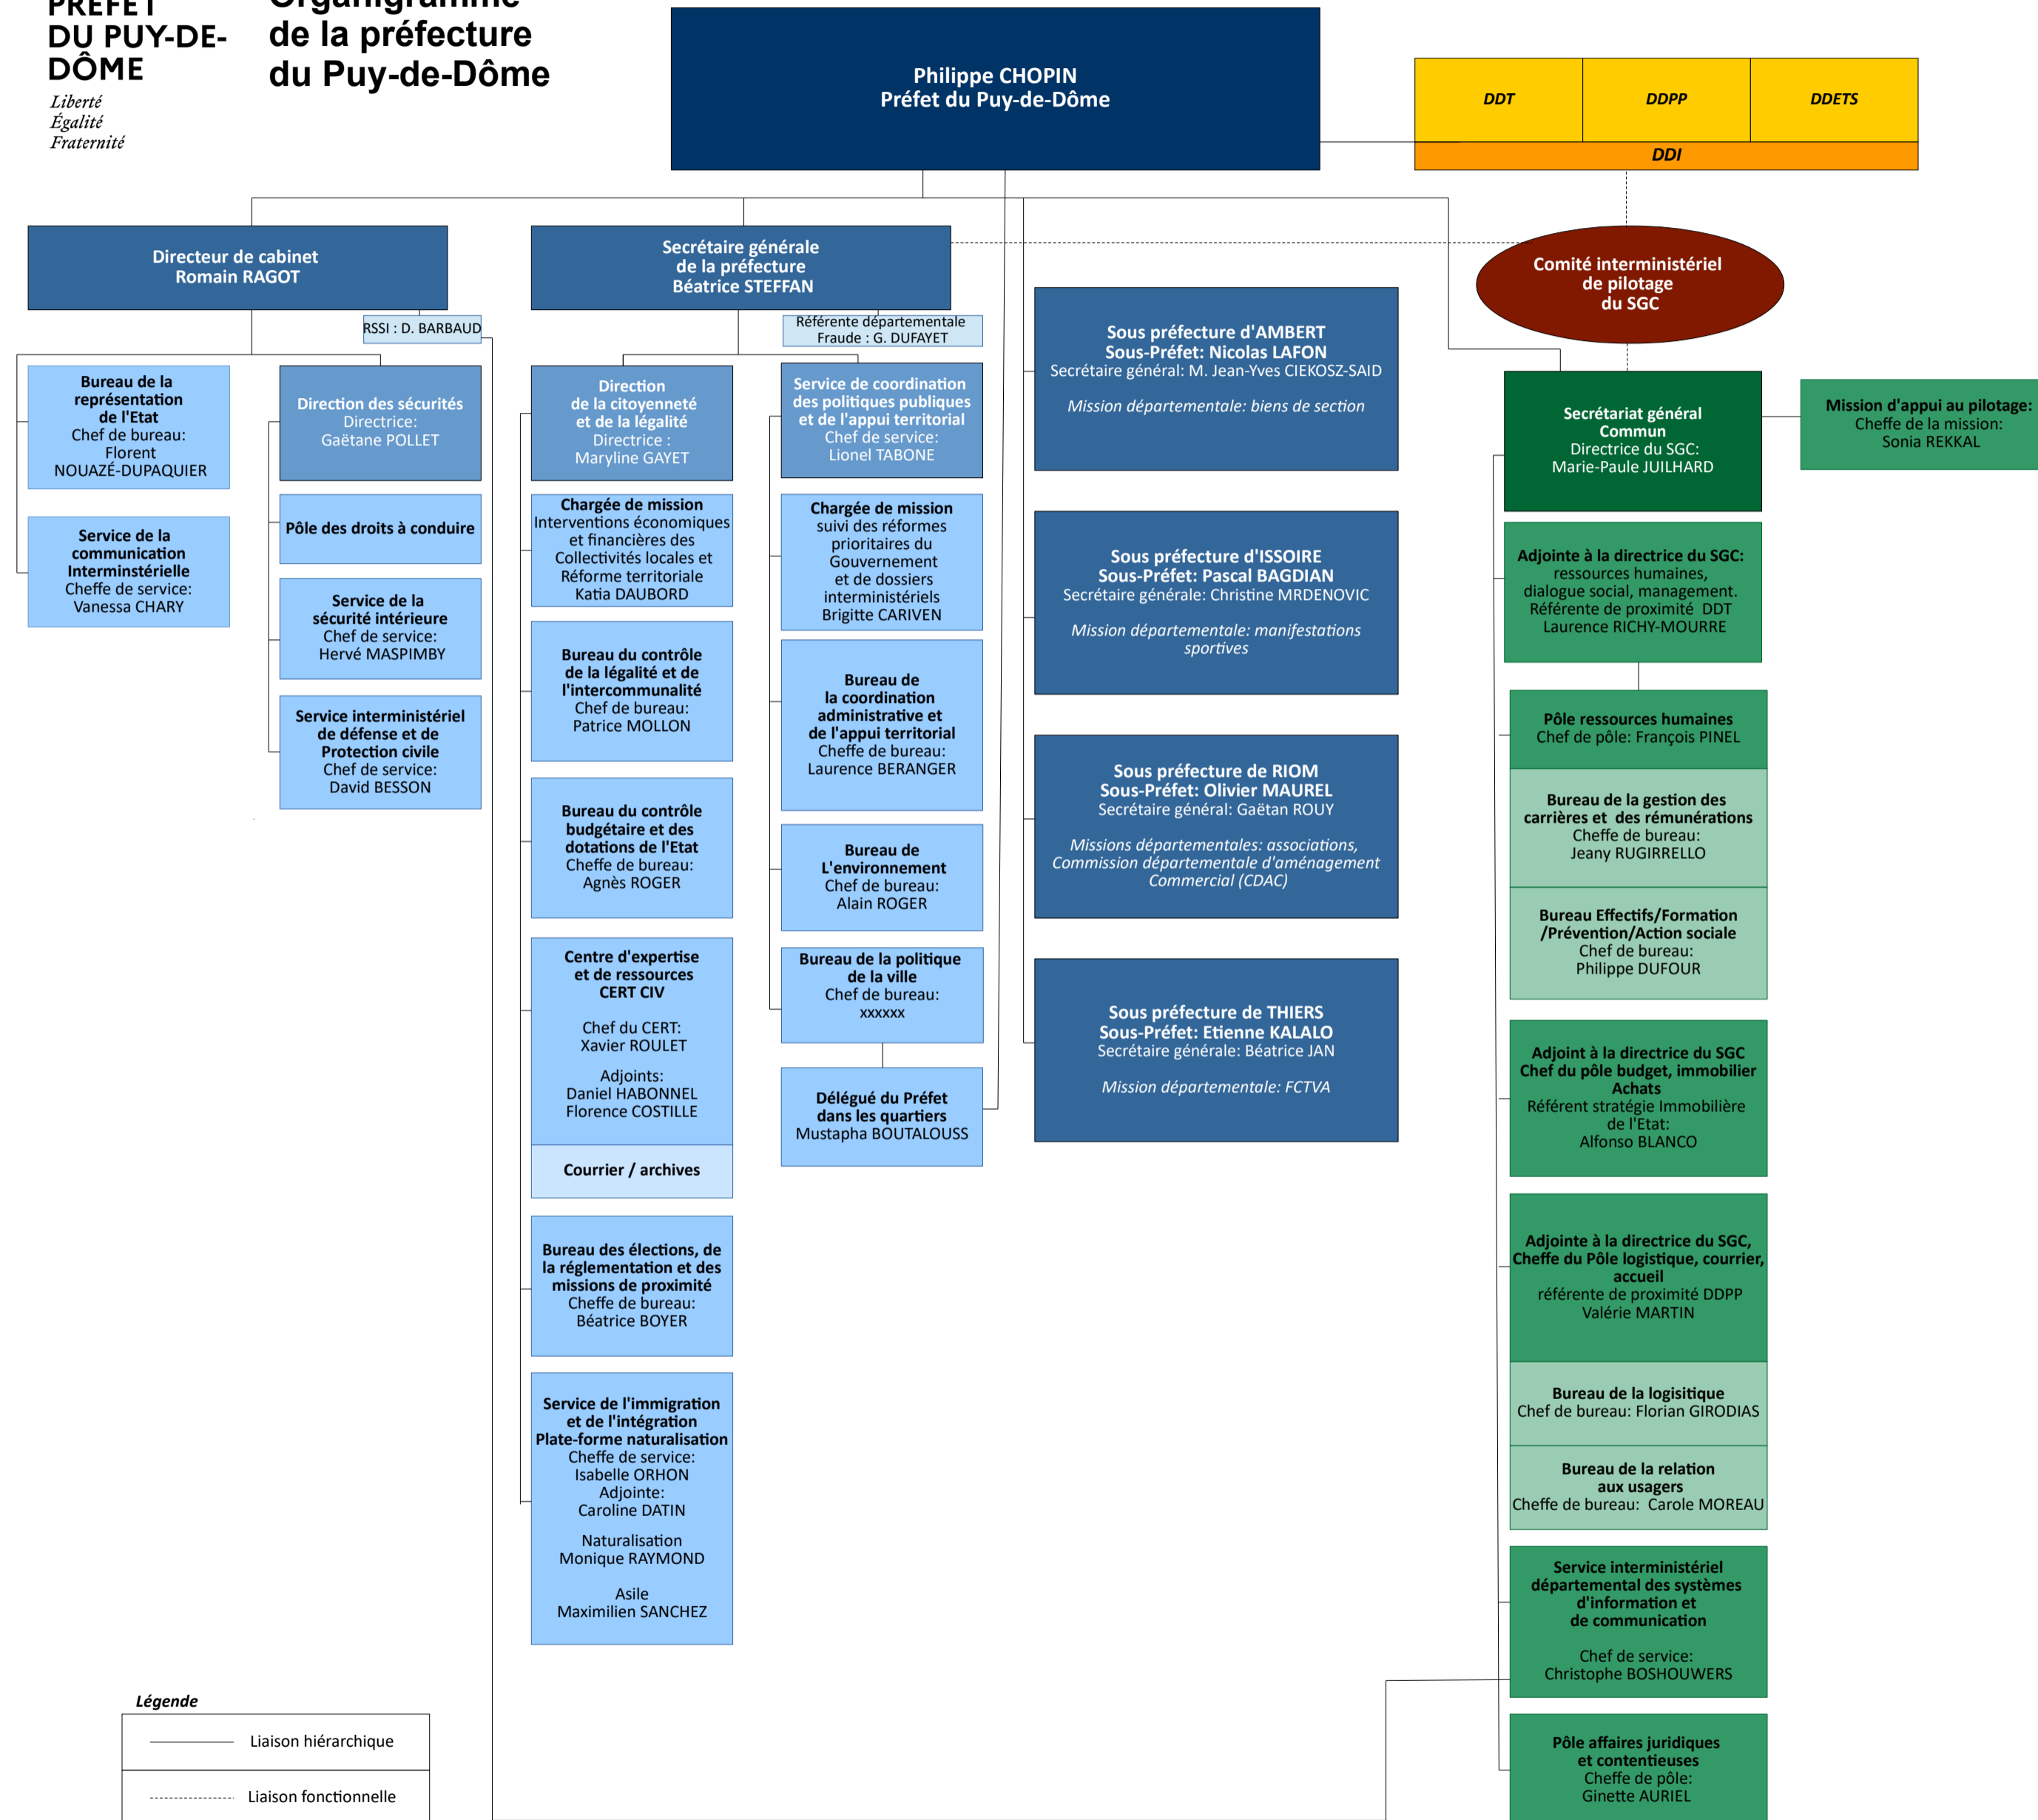 PRÉFET
DU PUY-DE-
DÔME
Liberté
Égalité
Fraternité
Organigramme
de la préfecture
du Puy-de-Dôme
Philippe CHOPIN
Préfet du Puy-de-Dôme
DDT
DDPP
DDETS
DDI
Directeur de cabinet
Romain RAGOT
RSSI : D. BARBAUD
Bureau de la
représentation
de l'Etat
Chef de bureau:
Florent
NOUAZÉ-DUPAQUIER
Service de la
communication
Interminstérielle
Cheffe de service:
Vanessa CHARY
Direction des sécurités
Directrice:
Gaëtane POLLET
Pôle des droits à conduire
Service de la
sécurité intérieure
Chef de service:
Hervé MASPIMBY
Service interministériel
de défense et de
Protection civile
Chef de service:
David BESSON
Secrétaire générale
de la préfecture
Béatrice STEFFAN
Référente départementale
Fraude : G. DUFAYET
Direction
de la citoyenneté
et de la légalité
Directrice :
Maryline GAYET
Chargée de mission
Interventions économiques
et financières des
Collectivités locales et
Réforme territoriale
Katia DAUBORD
Bureau du contrôle
de la légalité et de
l'intercommunalité
Chef de bureau:
Patrice MOLLON
Bureau du contrôle
budgétaire et des
dotations de l'Etat
Cheffe de bureau:
Agnès ROGER
Centre d'expertise
et de ressources
CERT CIV
Chef du CERT:
Xavier ROULET
Adjoints:
Daniel HABONNEL
Florence COSTILLE
Courrier / archives
Bureau des élections, de
la réglementation et des
missions de proximité
Cheffe de bureau:
Béatrice BOYER
Service de l'immigration
et de l'intégration
Plate-forme naturalisation
Cheffe de service:
Isabelle ORHON
Adjointe:
Caroline DATIN
Naturalisation
Monique RAYMOND
Asile
Maximilien SANCHEZ
Service de coordination
des politiques publiques
et de l'appui territorial
Chef de service:
Lionel TABONE
Chargée de mission
suivi des réformes
prioritaires du
Gouvernement
et de dossiers
interministériels
Brigitte CARIVEN
Bureau de
la coordination
administrative et
de l'appui territorial
Cheffe de bureau:
Laurence BERANGER
Bureau de
L'environnement
Chef de bureau:
Alain ROGER
Bureau de la politique
de la ville
Chef de bureau:
xxxxxx
Délégué du Préfet
dans les quartiers
Mustapha BOUTALOUSS
Sous préfecture d'AMBERT
Sous-Préfet: Nicolas LAFON
Secrétaire général: M. Jean-Yves CIEKOSZ-SAID
Mission départementale: biens de section
Sous préfecture d'ISSOIRE
Sous-Préfet: Pascal BAGDIAN
Secrétaire générale: Christine MRDENOVIC
Mission départementale: manifestations
sportives
Sous préfecture de RIOM
Sous-Préfet: Olivier MAUREL
Secrétaire général: Gaëtan ROUY
Missions départementales: associations,
Commission départementale d'aménagement
Commercial (CDAC)
Sous préfecture de THIERS
Sous-Préfet: Etienne KALALO
Secrétaire générale: Béatrice JAN
Mission départementale: FCTVA
Comité interministériel
de pilotage
du SGC
Secrétariat général
Commun
Directrice du SGC:
Marie-Paule JUILHARD
Mission d'appui au pilotage:
Cheffe de la mission:
Sonia REKKAL
Adjointe à la directrice du SGC:
ressources humaines,
dialogue social, management.
Référente de proximité DDT
Laurence RICHY-MOURRE
Pôle ressources humaines
Chef de pôle: François PINEL
Bureau de la gestion des
carrières et des rémunérations
Cheffe de bureau:
Jeany RUGIRRELLO
Bureau Effectifs/Formation
/Prévention/Action sociale
Chef de bureau:
Philippe DUFOUR
Adjoint à la directrice du SGC
Chef du pôle budget, immobilier
Achats
Référent stratégie Immobilière
de l'Etat:
Alfonso BLANCO
Adjointe à la directrice du SGC,
Cheffe du Pôle logistique, courrier,
accueil
référente de proximité DDPP
Valérie MARTIN
Bureau de la logisitique
Chef de bureau: Florian GIRODIAS
Bureau de la relation
aux usagers
Cheffe de bureau: Carole MOREAU
Service interministériel
départemental des systèmes
d'information et
de communication
Chef de service:
Christophe BOSHOUWERS
Pôle affaires juridiques
et contentieuses
Cheffe de pôle:
Ginette AURIEL
Légende
Liaison hiérarchique
Liaison fonctionnelle